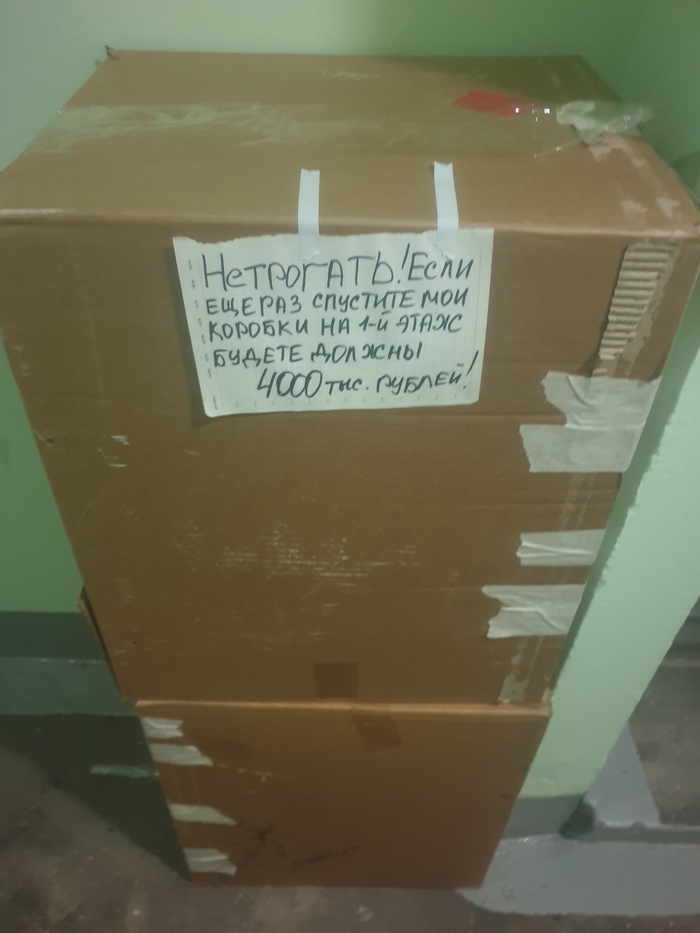 НеТРОГАТЬ! Если
ЕЩЕРАЗ СПУСТИТЕ МОИ
КОРОБКИ НА 1-й ЭТАЖ
БУДЕТЕ ДОЛЖНЫ
4000 тыс. РУБЛЕЙ!